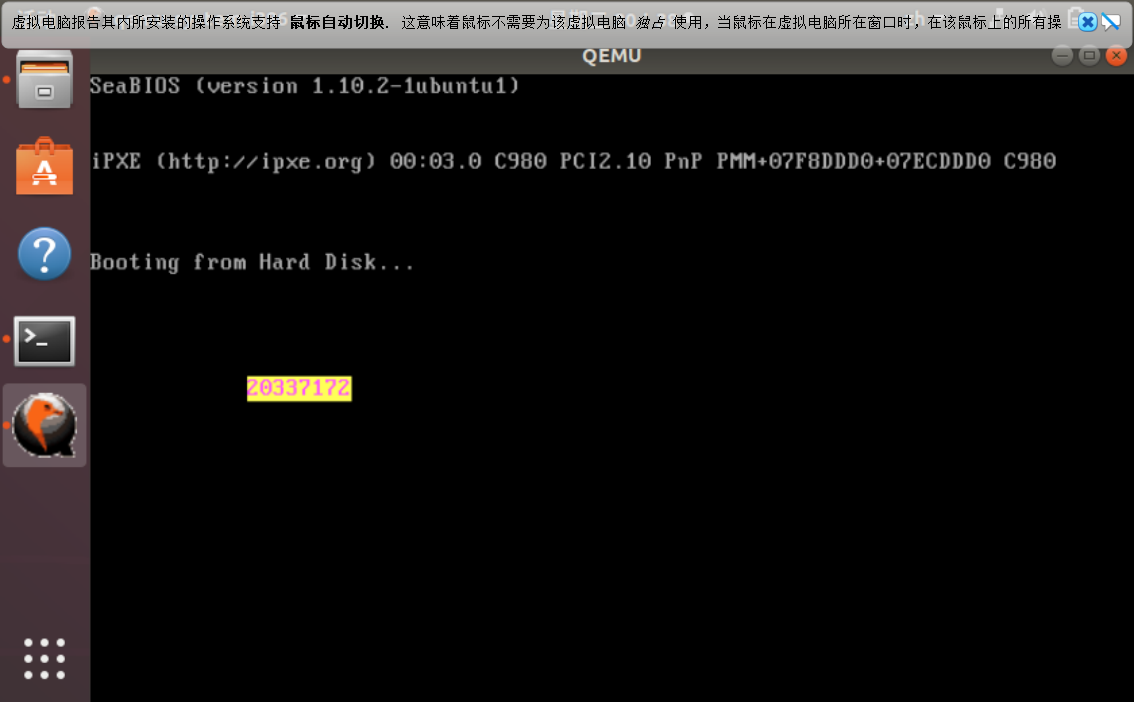 虚拟电脑报告其内所安装的操作系统支持 鼠标自动切换. 这意味着鼠标不需要为该虚拟电脑 独占 使用，当鼠标在虚拟电脑所在窗口时，在该鼠标上的所有操
QEMU
SeaBIOS (version 1.10.2-1ubuntu1)
iPXE (http://ipxe.org) 00:03.0 C980 PCI2.10 PnP PMM+07F8DDD0+07ECDDD0 C980
Booting from Hard Disk...
20337172